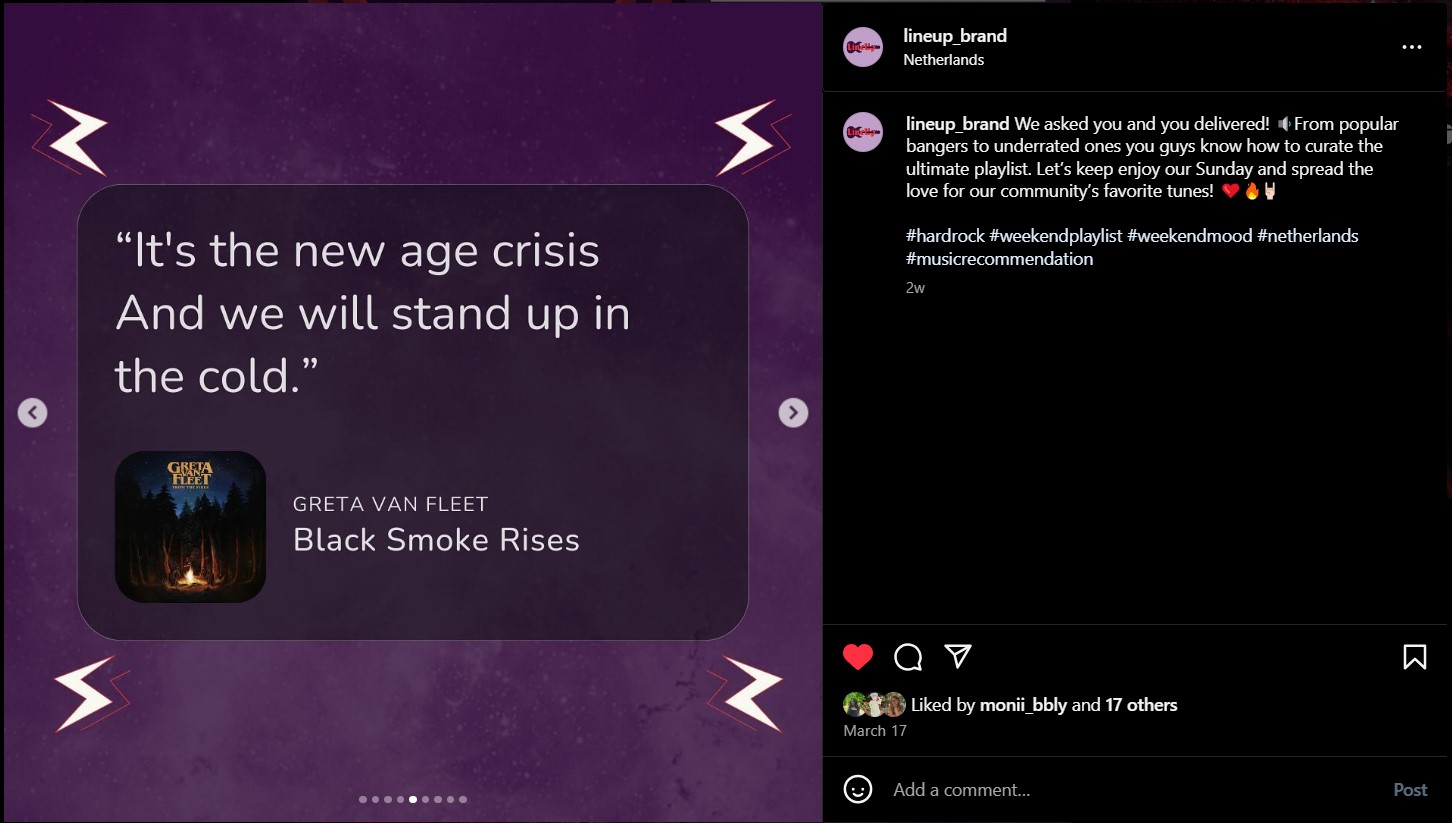 “It's the new age crisis
And we will stand up in
the cold.”
GRETA
VAN
FLEET
FROM THE FIRES
GRETA VAN FLEET
Black Smoke Rises
LineUp
lineup_brand
Netherlands
LineUp
lineup_brand We asked you and you delivered! 🔈From popular
bangers to underrated ones you guys know how to curate the
ultimate playlist. Let’s keep enjoy our Sunday and spread the
love for our community’s favorite tunes! ❤️🔥🤘🏻
#hardrock #weekendplaylist #weekendmood #netherlands
#musicrecommendation
2w
Liked by monii_bbly and 17 others
March 17
Add a comment...
Post